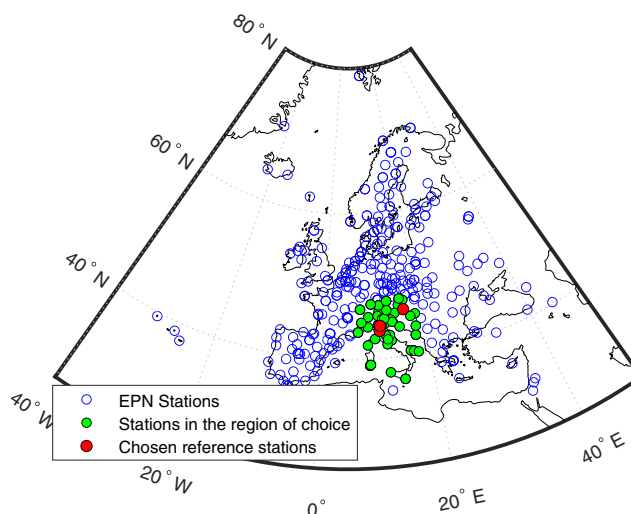 80° N
60° N
40° N
40° W
20° W
0°
20° E
40° E
EPN Stations
Stations in the region of choice
Chosen reference stations